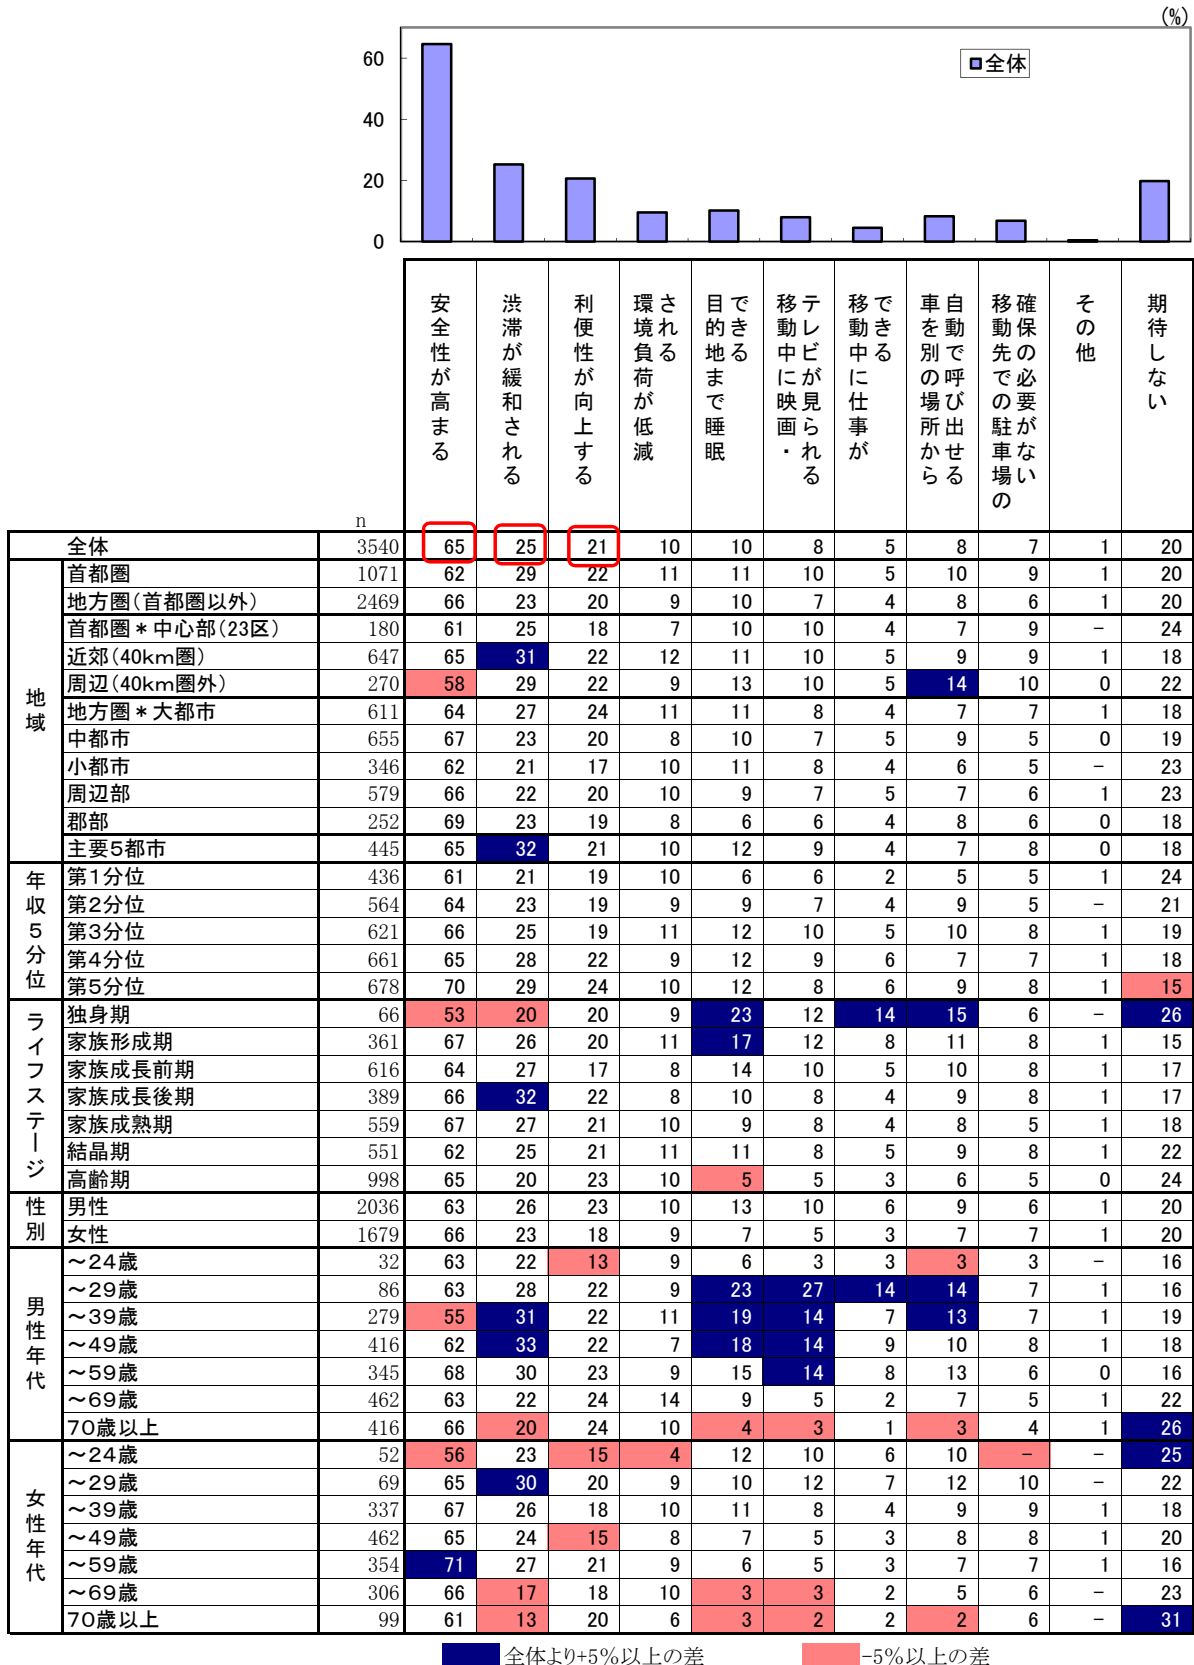 (%)
60
40
20
0
全体
安全性が高まる
渋滞が緩和される
利便性が向上する
環境負荷が低減される
目的地まで睡眠できる
移動中に映画・テレビが見られる
移動中に仕事ができる
車を別の場所から自動で呼び出せる
移動先での駐車場の確保の必要がない
その他
期待しない
n
全体 3540 65 25 21 10 10 8 5 8 7 1 20
地域
首都圏 1071 62 29 22 11 11 10 5 10 9 1 20
地方圏(首都圏以外) 2469 66 23 20 9 10 7 4 8 6 1 20
首都圏*中心部(23区) 180 61 25 18 7 10 10 4 7 9 - 24
近郊(40km圏) 647 65 31 22 12 11 10 5 9 9 1 18
周辺(40km圏外) 270 58 29 22 9 13 10 5 14 10 0 22
地方圏*大都市 611 64 27 24 11 11 8 4 7 7 1 18
中都市 655 67 23 20 8 10 7 5 9 5 0 19
小都市 346 62 21 17 10 11 8 4 6 5 - 23
周辺部 579 66 22 20 10 9 7 5 7 6 1 23
郡部 252 69 23 19 8 6 6 4 8 6 0 18
主要5都市 445 65 32 21 10 12 9 4 7 8 0 18
年収5分位
第1分位 436 61 21 19 10 6 6 2 5 5 1 24
第2分位 564 64 23 19 9 9 7 4 9 5 - 21
第3分位 621 66 25 19 11 12 10 5 10 8 1 19
第4分位 661 65 28 22 9 12 9 6 7 7 1 18
第5分位 678 70 29 24 10 12 8 6 9 8 1 15
ライフステージ
独身期 66 53 20 20 9 23 12 14 15 6 - 26
家族形成期 361 67 26 20 11 17 12 8 11 8 1 15
家族成長前期 616 64 27 17 8 14 10 5 10 8 1 17
家族成長後期 389 66 32 22 8 10 8 4 9 8 1 17
家族成熟期 559 67 27 21 10 9 8 4 8 5 1 18
結晶期 551 62 25 21 11 11 8 5 9 8 1 22
高齢期 998 65 20 23 10 5 5 3 6 5 0 24
性別
男性 2036 63 26 23 10 13 10 6 9 6 1 20
女性 1679 66 23 18 9 7 5 3 7 7 1 20
男性年代
～24歳 32 63 22 13 9 6 3 3 3 3 - 16
～29歳 86 63 28 22 9 23 27 14 14 7 1 16
～39歳 279 55 31 22 11 19 14 7 13 7 1 19
～49歳 416 62 33 22 7 18 14 9 10 8 1 18
～59歳 345 68 30 23 9 15 14 8 13 6 0 16
～69歳 462 63 22 24 14 9 5 2 7 5 1 22
70歳以上 416 66 20 24 10 4 3 1 3 4 1 26
女性年代
～24歳 52 56 23 15 4 12 10 6 10 - - 25
～29歳 69 65 30 20 9 10 12 7 12 10 - 22
～39歳 337 67 26 18 10 11 8 4 9 9 1 18
～49歳 462 65 24 15 8 7 5 3 8 8 1 20
～59歳 354 71 27 21 9 6 5 3 7 7 1 16
～69歳 306 66 17 18 10 3 3 2 5 6 - 23
70歳以上 99 61 13 20 6 3 2 2 2 6 - 31
全体より+5%以上の差 -5%以上の差